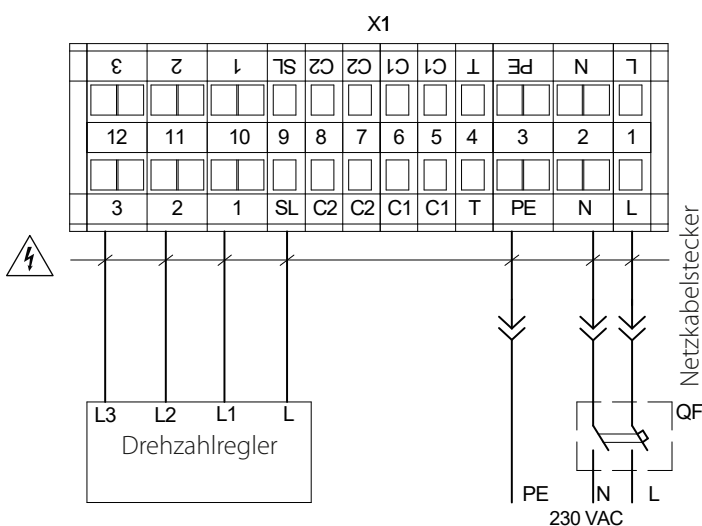 X1
3 2 1 SL C2 C2 C1 C1 T PE N L
12 11 10 9 8 7 6 5 4 3 2 1
3 2 1 SL C2 C2 C1 C1 T PE N L
Netzkabelstecker
L3 L2 L1 L
Drehzahlregler
QF
PE N L
230 VAC